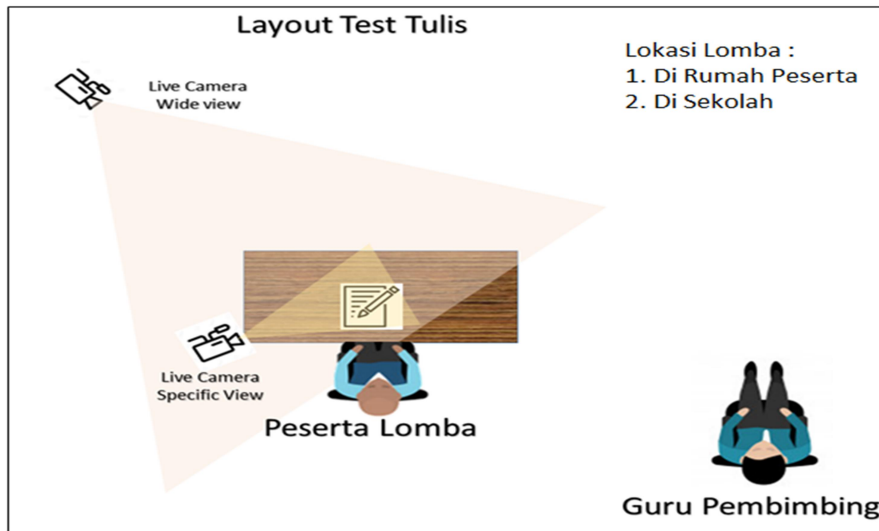 Layout Test Tulis
Lokasi Lomba :
1. Di Rumah Peserta
2. Di Sekolah
Live Camera
Wide view
Live Camera
Specific View
Peserta Lomba
Guru Pembimbing